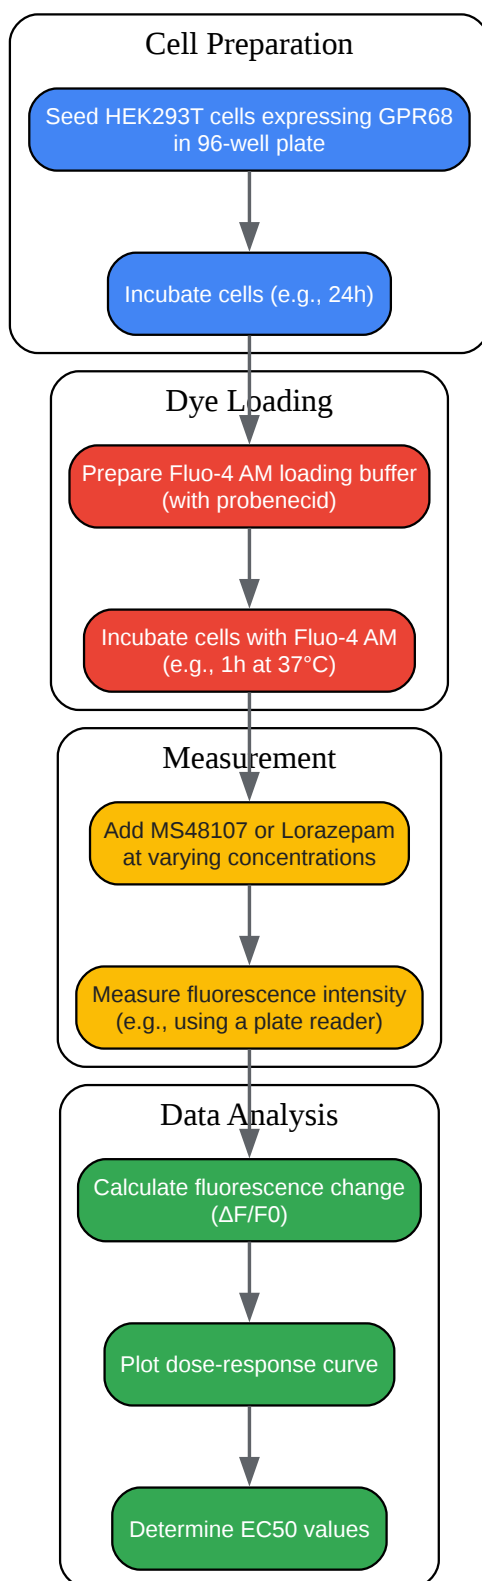 Cell Preparation
Seed HEK293T cells expressing GPR68
in 96-well plate
Incubate cells (e.g., 24h)
Dye Loading
Prepare Fluo-4 AM loading buffer
(with probenecid)
Incubate cells with Fluo-4 AM
(e.g., 1h at 37°C)
Measurement
Add MS48107 or Lorazepam
at varying concentrations
Measure fluorescence intensity
(e.g., using a plate reader)
Data Analysis
Calculate fluorescence change
(ΔF/F0)
Plot dose-response curve
Determine EC50 values